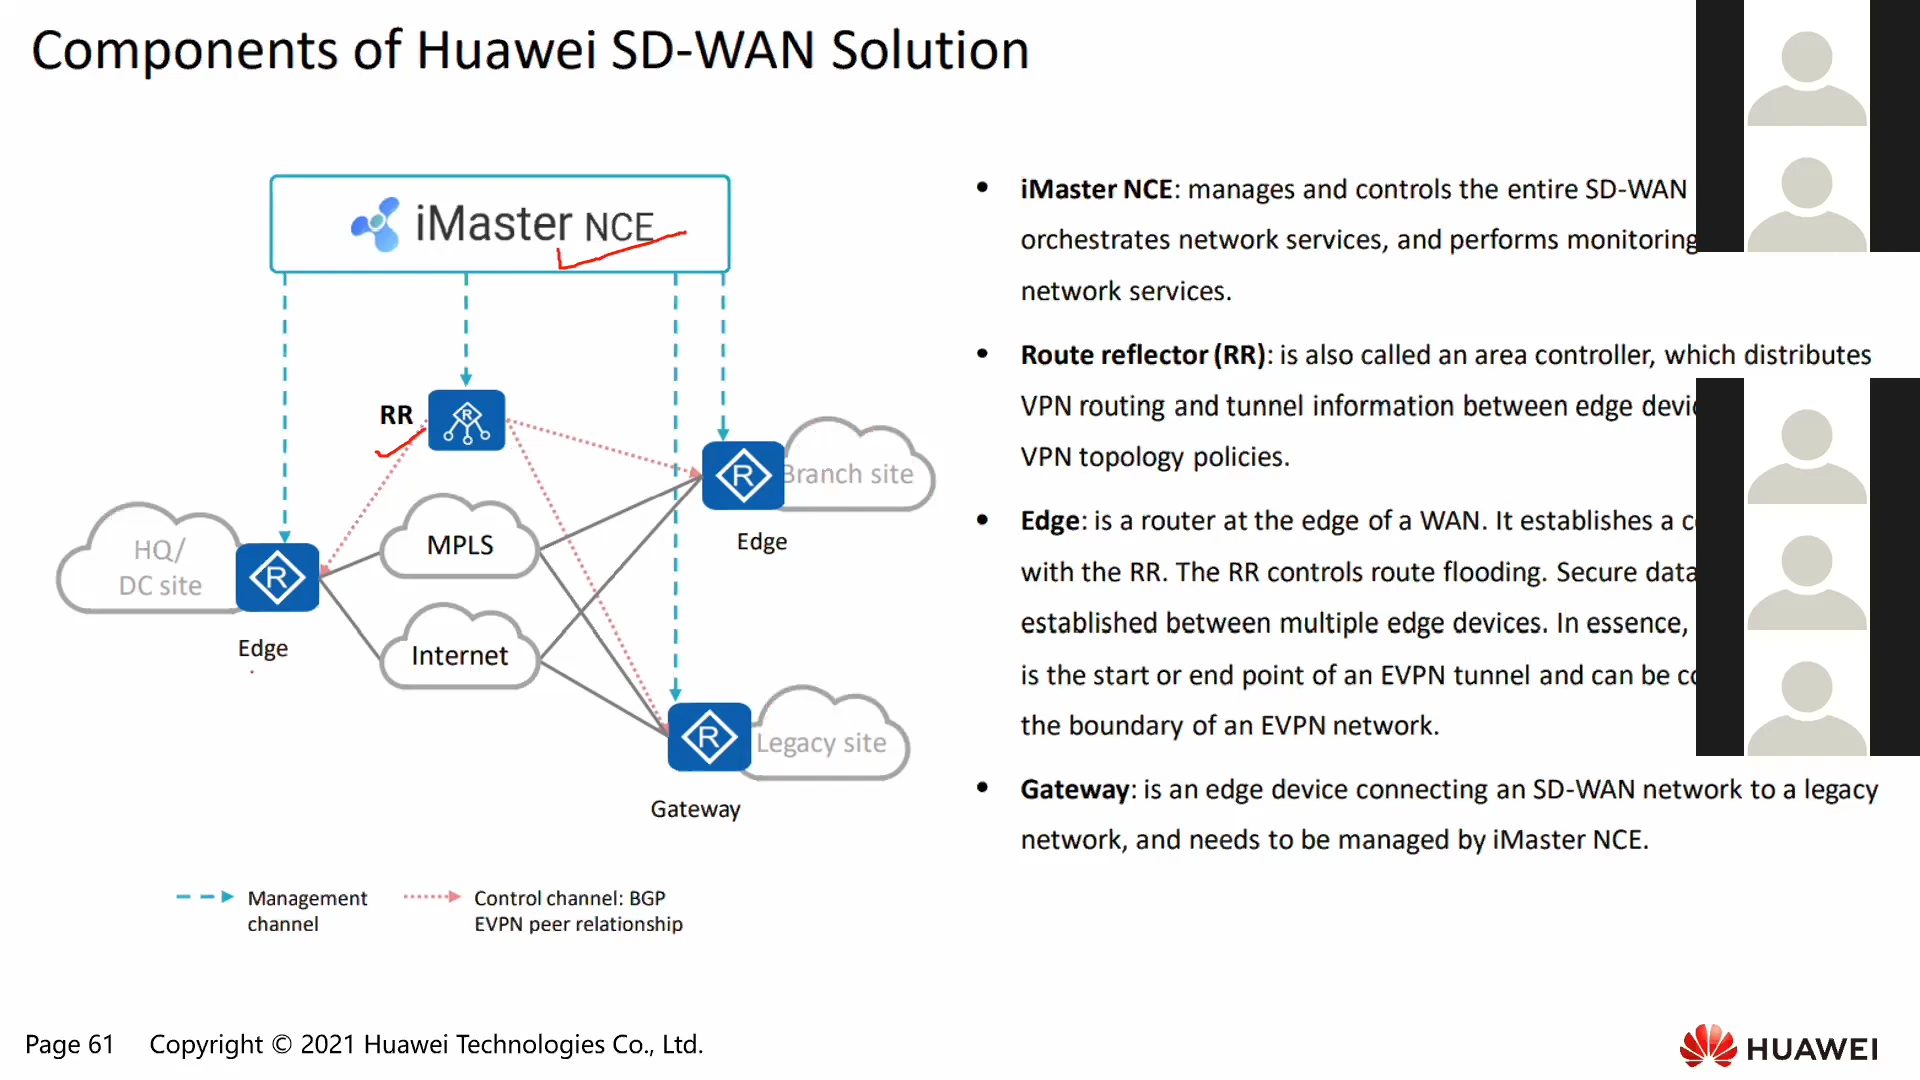 Components of Huawei SD-WAN Solution
iMaster NCE
RR
R
R
Branch site
MPLS
Edge
HQ/
DC site
R
Internet
Edge
R
Legacy site
Gateway
Management
channel
Control channel: BGP
EVPN peer relationship
• iMaster NCE: manages and controls the entire SD-WAN
orchestrates network services, and performs monitoring
network services.
• Route reflector (RR): is also called an area controller, which distributes
VPN routing and tunnel information between edge
VPN topology policies.
• Edge: is a router at the edge of a WAN. It establishes a
with the RR. The RR controls route flooding. Secure data
established between multiple edge devices. In essence,
is the start or end point of an EVPN tunnel and can be
the boundary of an EVPN network.
• Gateway: is an edge device connecting an SD-WAN network to a legacy
network, and needs to be managed by iMaster NCE.
Page 61 Copyright © 2021 Huawei Technologies Co., Ltd.
HUAWEI